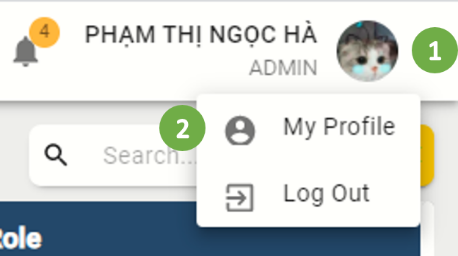 4
PHẠM THỊ NGỌC HÀ
1
ADMIN
2
My Profile
Search...
Log Out
Role